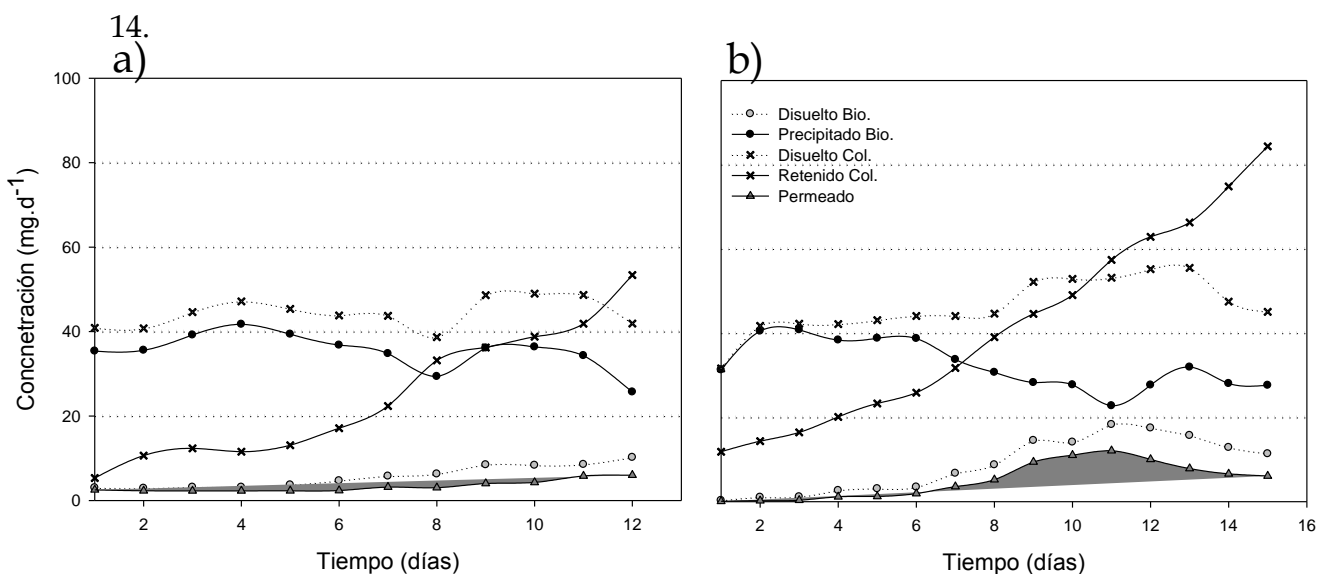 14.
a)
b)
100
80
60
40
20
0
Concnetración (mg.d-1)
2 4 6 8 10 12
Tiempo (días)
Disuelto Bio.
Precipitado Bio.
Disuelto Col.
Retenido Col.
Permeado
2 4 6 8 10 12 14 16
Tiempo (días)